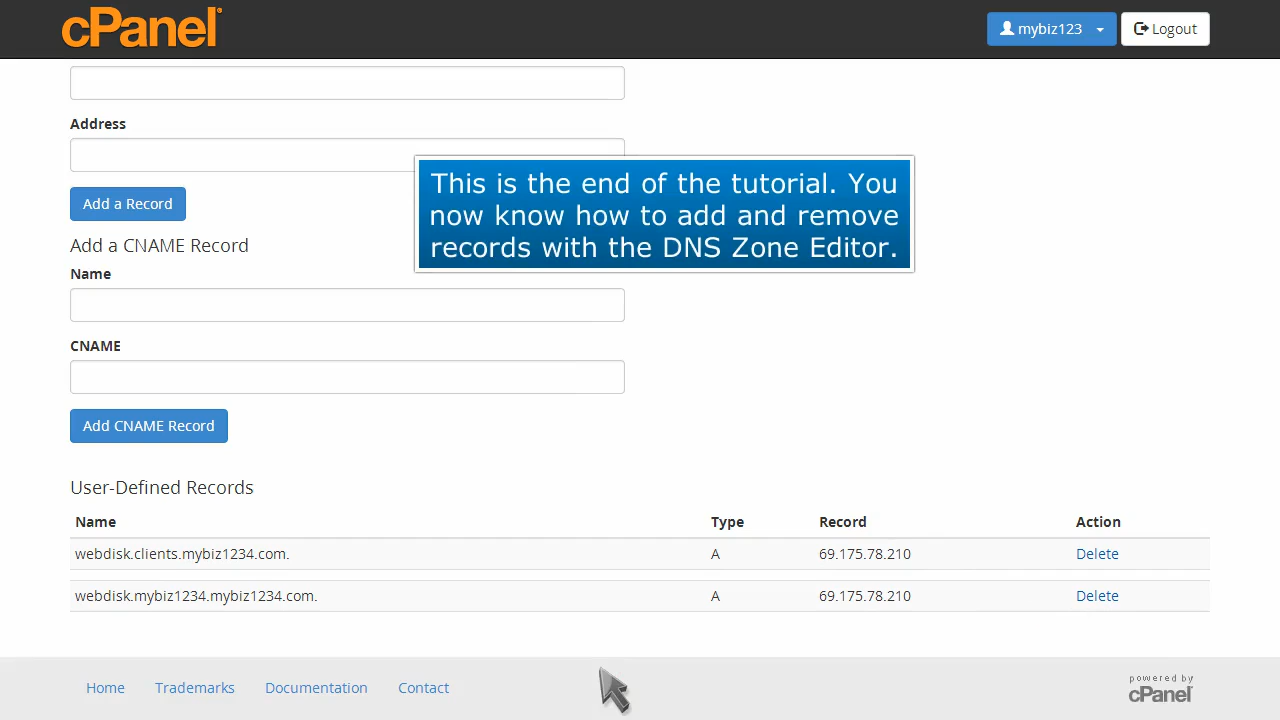 cPanel
mybiz123
Logout
Address
This is the end of the tutorial. You
now know how to add and remove
records with the DNS Zone Editor.
Add a Record
Add a CNAME Record
Name
CNAME
Add CNAME Record
User-Defined Records
Name Type Record Action
webdisk.clients.mybiz1234.com. A 69.175.78.210 Delete
webdisk.mybiz1234.mybiz1234.com. A 69.175.78.210 Delete
Home Trademarks Documentation Contact
powered by
cPanel